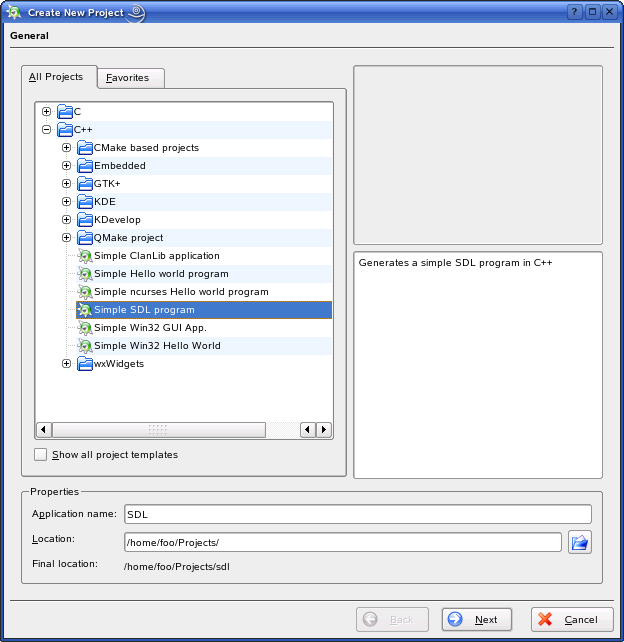 Create New Project
General
All Projects
Favorites
C
C++
CMake based projects
Embedded
GTK+
KDE
KDevelop
QMake project
Simple ClanLib application
Simple Hello world program
Simple ncurses Hello world program
Simple SDL program
Simple Win32 GUI App.
Simple Win32 Hello World
wxWidgets
Show all project templates
Generates a simple SDL program in C++
Properties
Application name: SDL
Location: /home/foo/Projects/
Final location: /home/foo/Projects/sdl
Back
Next
Cancel